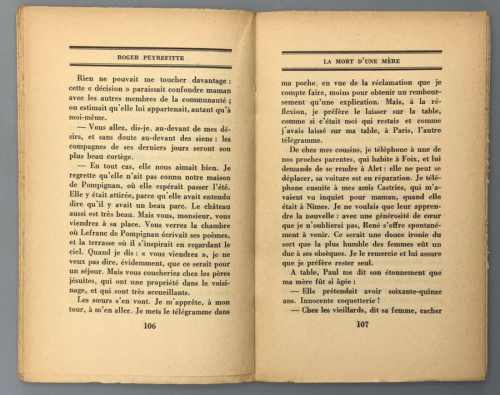 ROGER PEYREFITTE
Rien ne pouvait me toucher davantage :
cette « décision » paraissait confondre maman
avec les autres membres de la communauté ;
on estimait qu'elle lui appartenait, autant qu'à
moi-même.
— Vous allez, dis-je, au-devant de mes dé-
sirs, et sans doute au-devant des siens : les
compagnes de ses derniers jours seront son
plus beau cortège.
— En tout cas, elle nous aimait bien. Je
regrette qu'elle n'ait pas connu notre maison
de Pompignan, où elle espérait passer l'été.
Elle y était attirée, parce qu'elle avait entendu
dire qu'il y avait un beau parc. Le château
aussi est très beau. Mais vous, monsieur, vous
viendrez à sa place. Vous verrez la chambre
où Lefranc de Pompignan écrivait ses poèmes,
et la terrasse où il s'inspirait en regardant le
ciel. Quand je dis : « vous viendrez », je ne
veux pas dire, évidemment, que ce serait pour
un séjour. Mais vous coucheriez chez les pères
jésuites, qui ont une propriété dans le voisi-
nage, et qui sont très accueillants.
Les sœurs s'en vont. Je m'apprête, à mon
tour, à m'en aller. Je mets le télégramme dans
106
LA MORT D'UNE MÈRE
ma poche, en vue de la réclamation que je
compte faire, moins pour obtenir un rembour-
sement qu'une explication. Mais, à la ré-
flexion, je préfère le laisser sur la table,
comme si c'était moi qui restais et comme
j'avais laissé sur ma table, à Paris, l'autre
télégramme.
De chez mes cousins, je téléphone à une de
nos proches parentes, qui habite à Foix, et lui
demande de se rendre à Alet : elle ne peut se
déplacer, sa voiture est en réparation. Je télé-
phone ensuite à mes amis Castries, qui m'a-
vaient vu inquiet pour maman, quand elle
était à Nîmes. Je ne voulais que leur appren-
dre la nouvelle : avec une générosité de cœur
que je n'oublierai pas, René s'offre spontané-
ment à venir. Ce serait une douce ironie du
sort que la plus humble des femmes eût un
duc à ses obsèques. Je le remercie et lui assure
que je préfère rester seul.
A table, Paul me dit son étonnement que
ma mère fût si âgée :
— Elle prétendait avoir soixante-quinze
ans. Innocente coquetterie !
— Chez les vieillards, dit sa femme, cacher
107